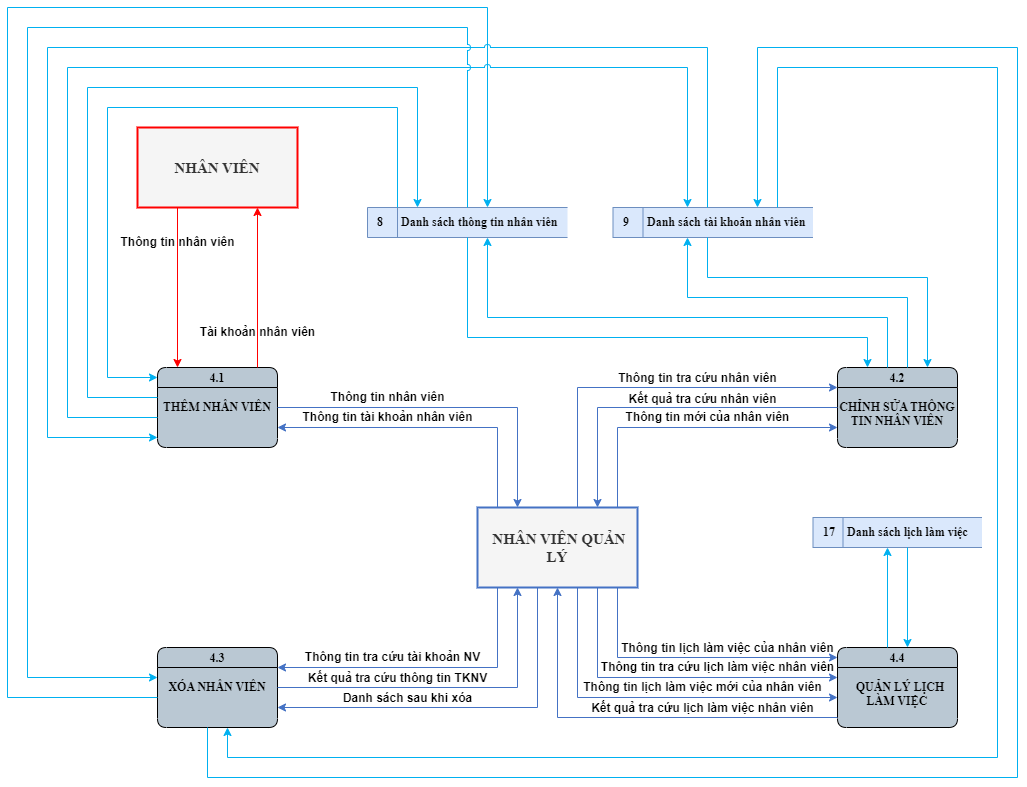 NHÂN VIÊN
8 Danh sách thông tin nhân viên
9 Danh sách tài khoản nhân viên
Thông tin nhân viên
Tài khoản nhân viên
4.1
THÊM NHÂN VIÊN
Thông tin nhân viên
Thông tin tài khoản nhân viên
Thông tin tra cứu nhân viên
Kết quả tra cứu nhân viên
Thông tin mới của nhân viên
4.2
CHỈNH SỬA THÔNG
TIN NHÂN VIÊN
NHÂN VIÊN QUẢN
LÝ
17 Danh sách lịch làm việc
4.3
XÓA NHÂN VIÊN
Thông tin tra cứu tài khoản NV
Kết quả tra cứu thông tin TKNV
Danh sách sau khi xóa
Thông tin lịch làm việc của nhân viên
Thông tin tra cứu lịch làm việc nhân viên
Thông tin lịch làm việc mới của nhân viên
Kết quả tra cứu lịch làm việc nhân viên
4.4
QUẢN LÝ LỊCH
LÀM VIỆC